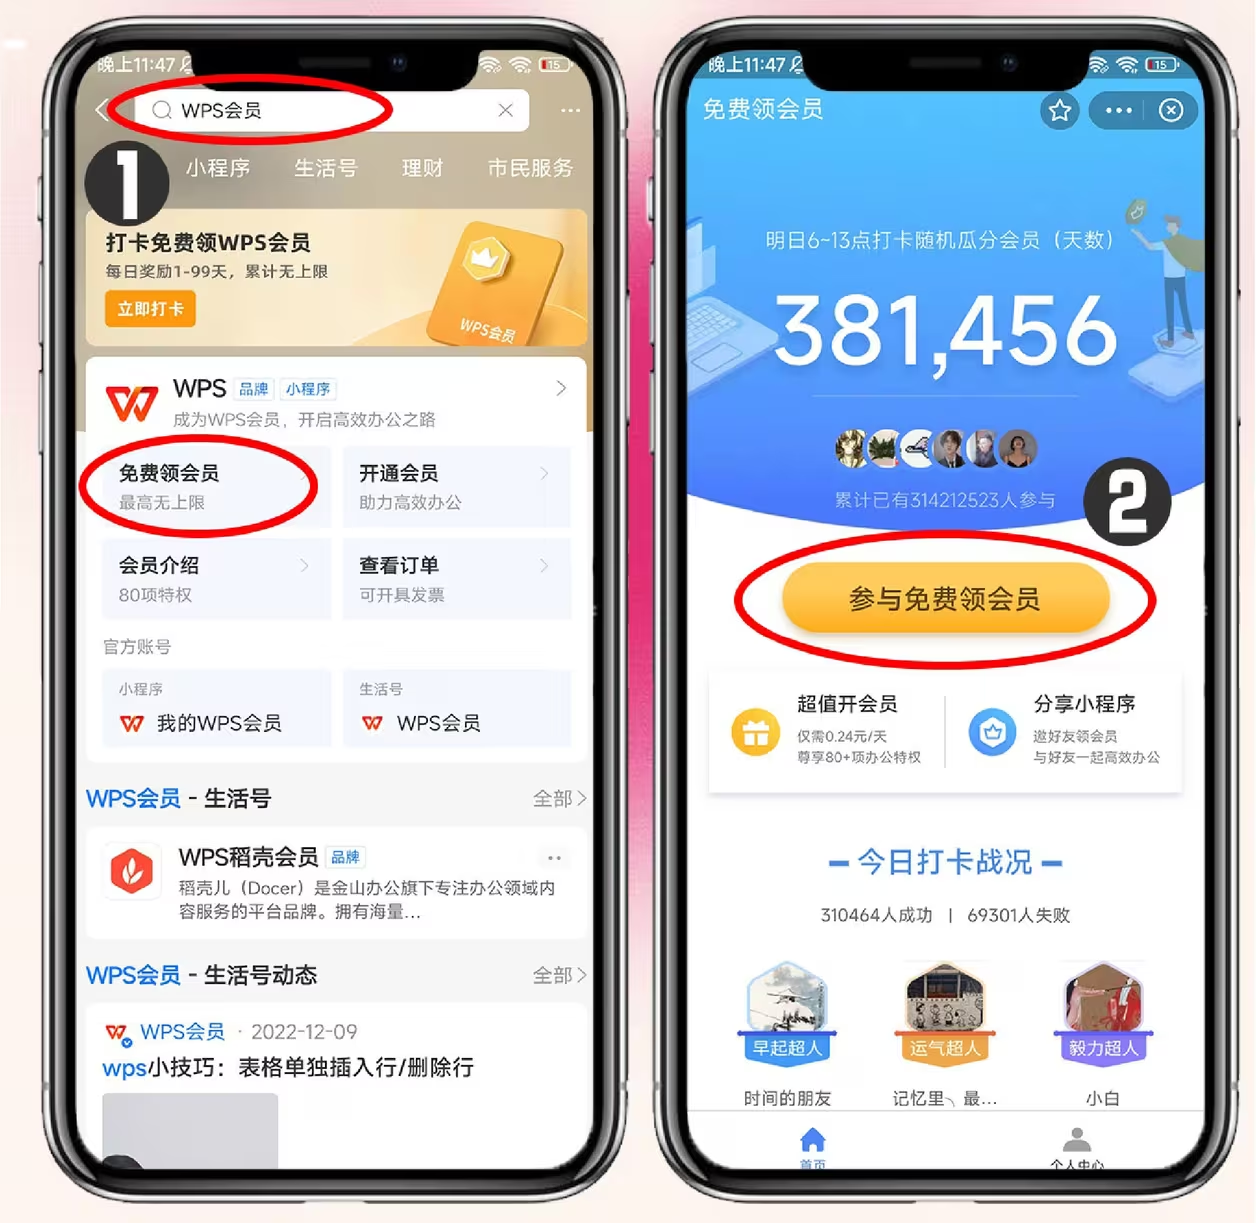 晚上11:47
15
WPS会员
1
小程序
生活号
理财
市民服务
打卡免费领WPS会员
每日奖励1-99天，累计无上限
立即打卡
WPS会员
WPS 品牌 小程序
成为WPS会员，开启高效办公之路
免费领会员
最高无上限
开通会员
助力高效办公
会员介绍
80项特权
查看订单
可开具发票
官方账号
小程序
我的WPS会员
生活号
WPS会员
WPS会员 - 生活号
全部
WPS稻壳会员 品牌
稻壳儿（Docer）是金山办公旗下专注办公领域内
容服务的平台品牌。拥有海量...
WPS会员 - 生活号动态
全部
WPS会员 · 2022-12-09
wps小技巧：表格单独插入行/删除行
晚上11:47
15
免费领会员
明日6~13点打卡随机瓜分会员（天数）
381,456
累计已有314212523人参与
2
参与免费领会员
超值开会员
仅需0.24元/天
尊享80+项办公特权
分享小程序
邀好友领会员
与好友一起高效办公
今日打卡战况
310464人成功 | 69301人失败
早起超人
运气超人
毅力超人
时间的朋友
记忆里、最...
小白
首页
个人中心